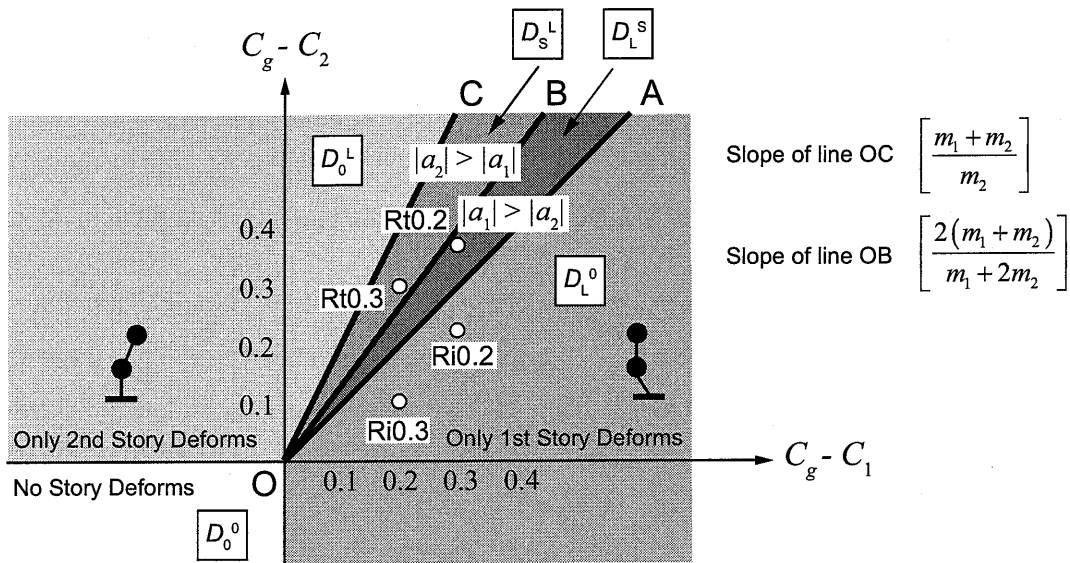 D_S^L
D_L^S
C_g - C_2
C
B
A
D_0^L
|a_2| > |a_1|
Slope of line OC [(m_1 + m_2) / m_2]
Rt0.2
|a_1| > |a_2|
0.4
Slope of line OB [2(m_1 + m_2) / (m_1 + 2m_2)]
Rt0.3
D_L^0
0.3
0.2
Ri0.2
0.1
Ri0.3
Only 2nd Story Deforms
Only 1st Story Deforms
C_g - C_1
No Story Deforms
O
0.1 0.2 0.3 0.4
D_0^0